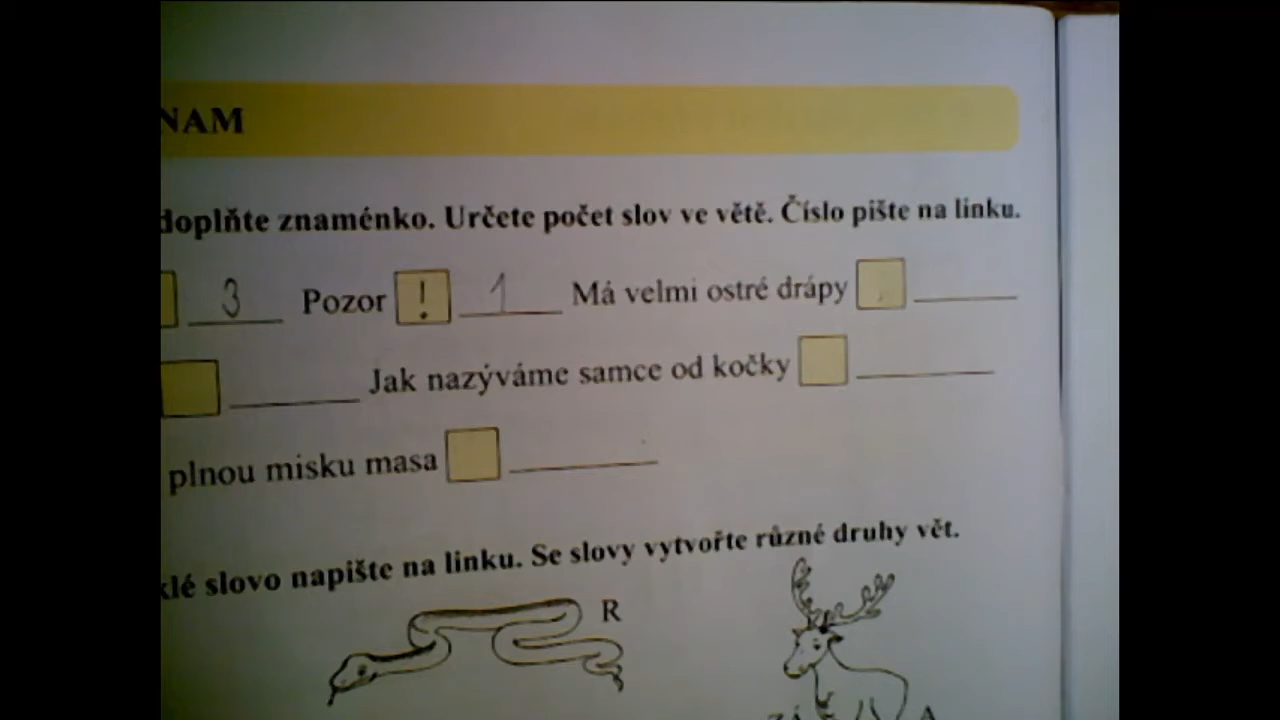 NAM
doplňte znaménko. Určete počet slov ve větě. Číslo pište na linku.
3 Pozor ! 1 Má velmi ostré drápy .
Jak nazýváme samce od kočky
plnou misku masa
klé slovo napište na linku. Se slovy vytvořte různé druhy vět.
R